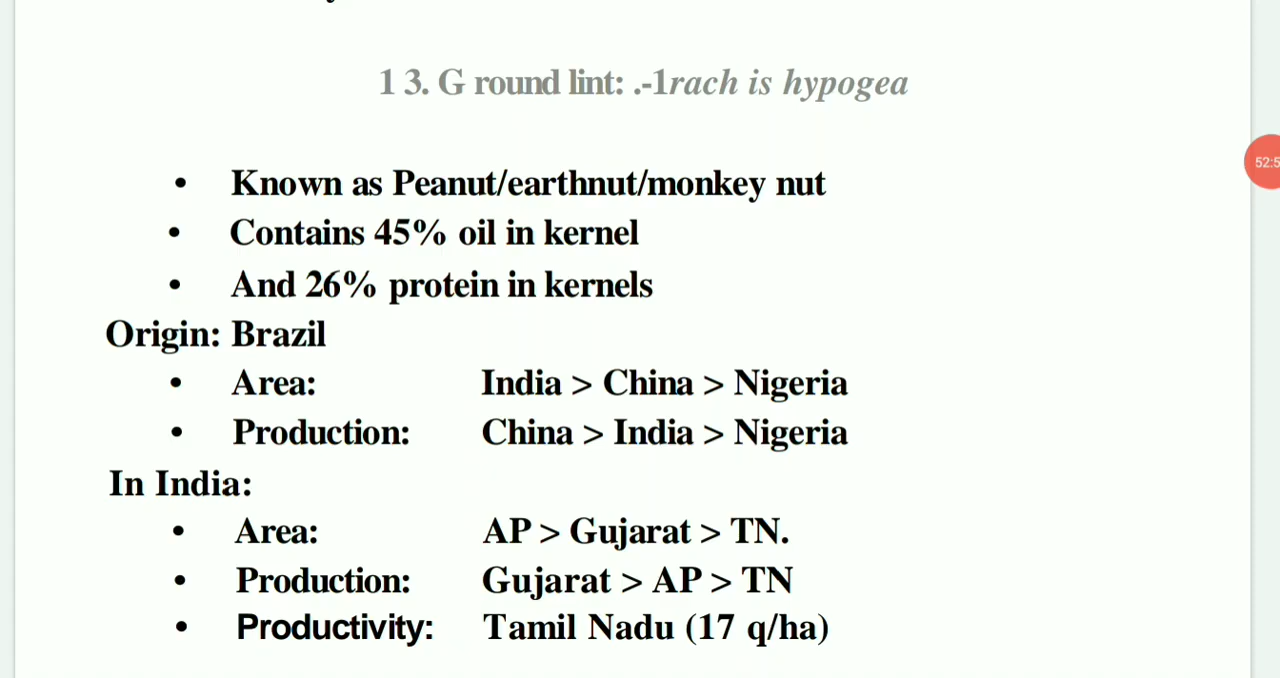 1 3. G round lint: .-1rach is hypogea
52:5
• Known as Peanut/earthnut/monkey nut
• Contains 45% oil in kernel
• And 26% protein in kernels
Origin: Brazil
• Area: India > China > Nigeria
• Production: China > India > Nigeria
In India:
• Area: AP > Gujarat > TN.
• Production: Gujarat > AP > TN
• Productivity: Tamil Nadu (17 q/ha)